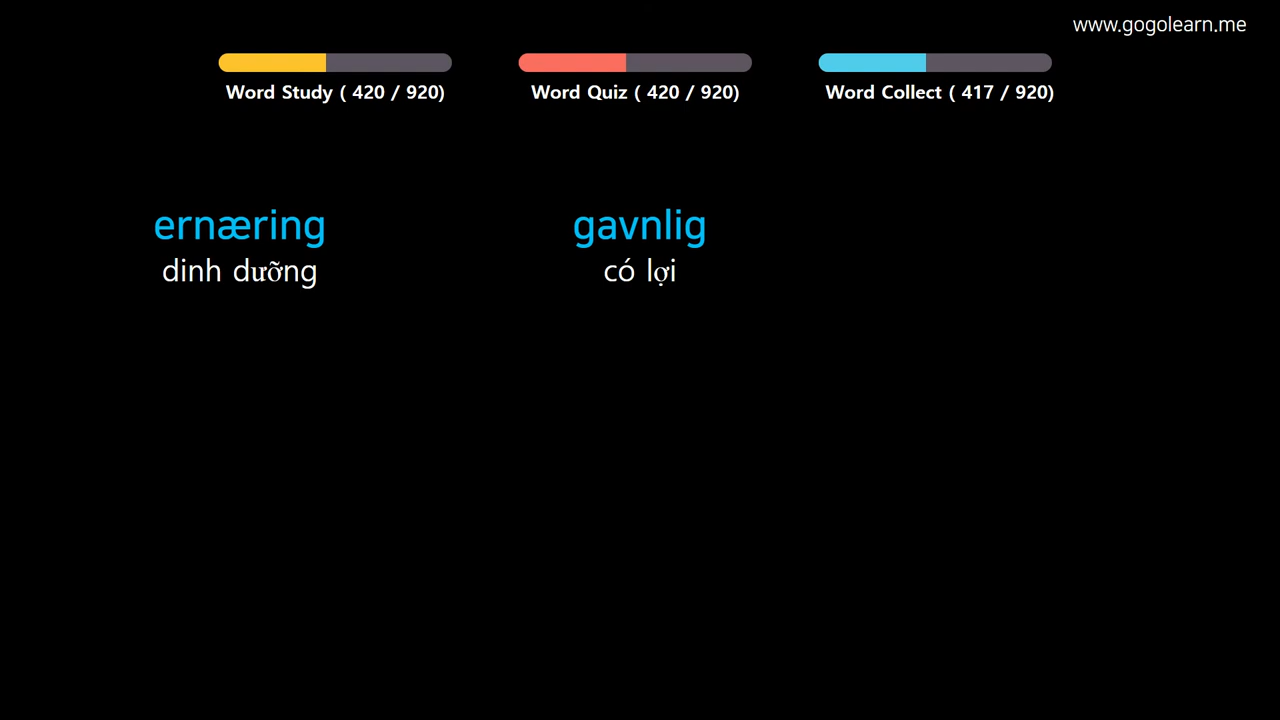 www.gogolearn.me
Word Study ( 420 / 920)
Word Quiz ( 420 / 920)
Word Collect ( 417 / 920)
ernæring
dinh dưỡng
gavnlig
có lợi